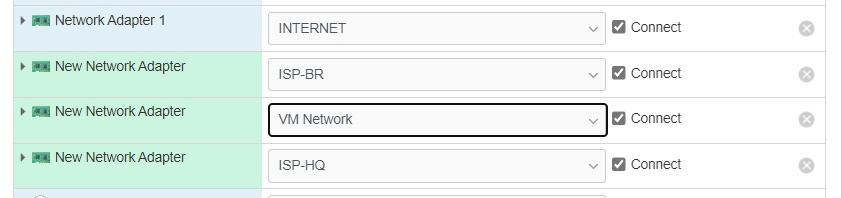 Network Adapter 1 INTERNET Connect
New Network Adapter ISP-BR Connect
New Network Adapter VM Network Connect
New Network Adapter ISP-HQ Connect